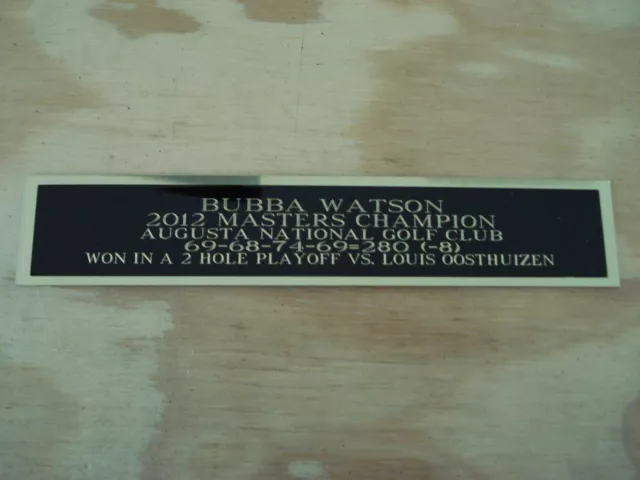 BUBBA WATSON
2012 MASTERS CHAMPION
AUGUSTA NATIONAL GOLF CLUB
69-68-74-69=280 (-8)
WON IN A 2 HOLE PLAYOFF VS. LOUIS OOSTHUIZEN